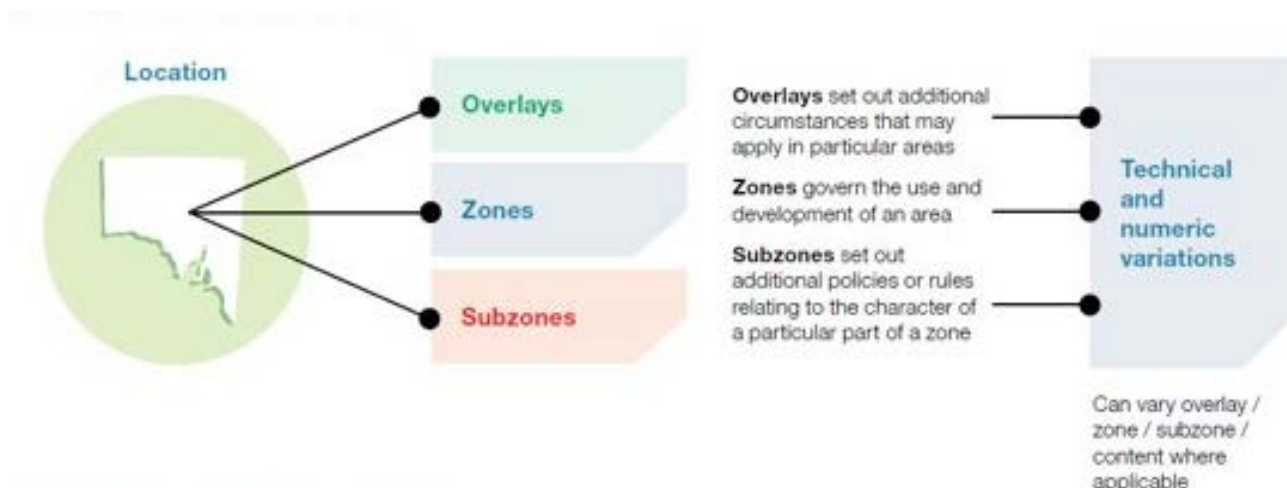 Location
Overlays
Zones
Subzones
Overlays set out additional
circumstances that may
apply in particular areas
Zones govern the use and
development of an area
Subzones set out
additional policies or rules
relating to the character of
a particular part of a zone
Technical
and
numeric
variations
Can vary overlay /
zone / subzone /
content where
applicable